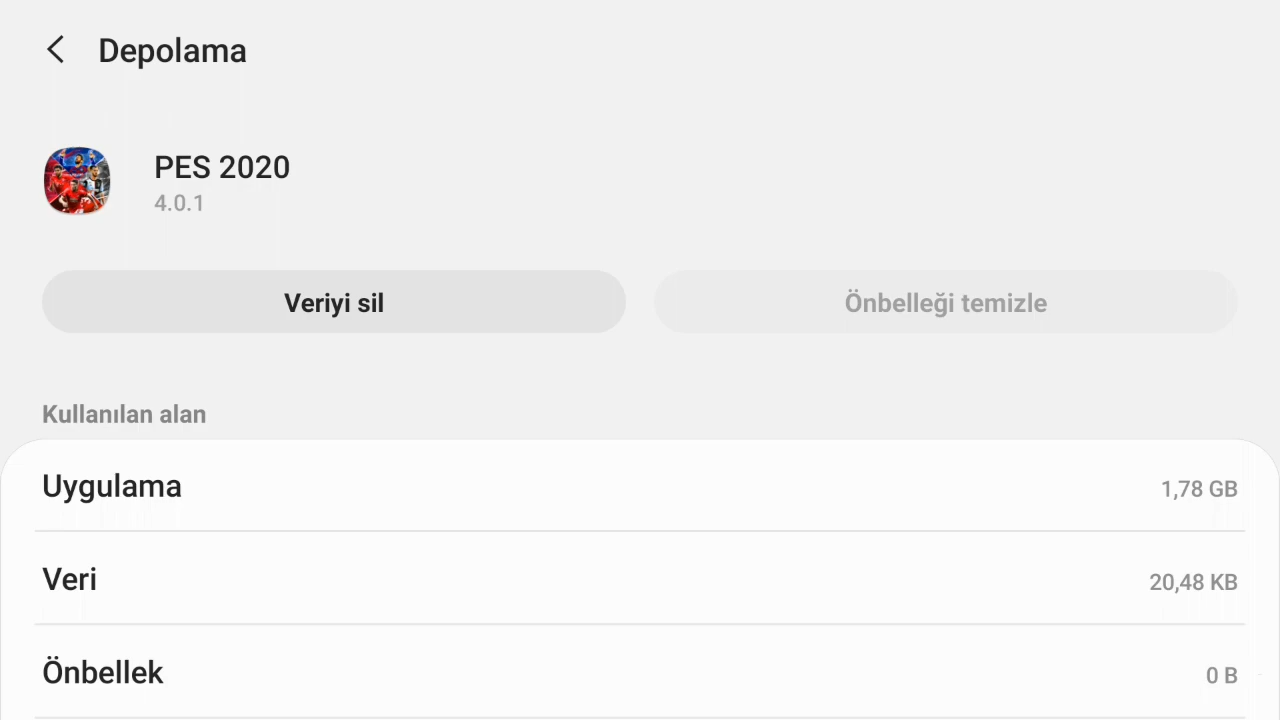 Depolama
PES 2020
4.0.1
Veriyi sil
Önbelleği temizle
Kullanılan alan
Uygulama
1,78 GB
Veri
20,48 KB
Önbellek
0 B